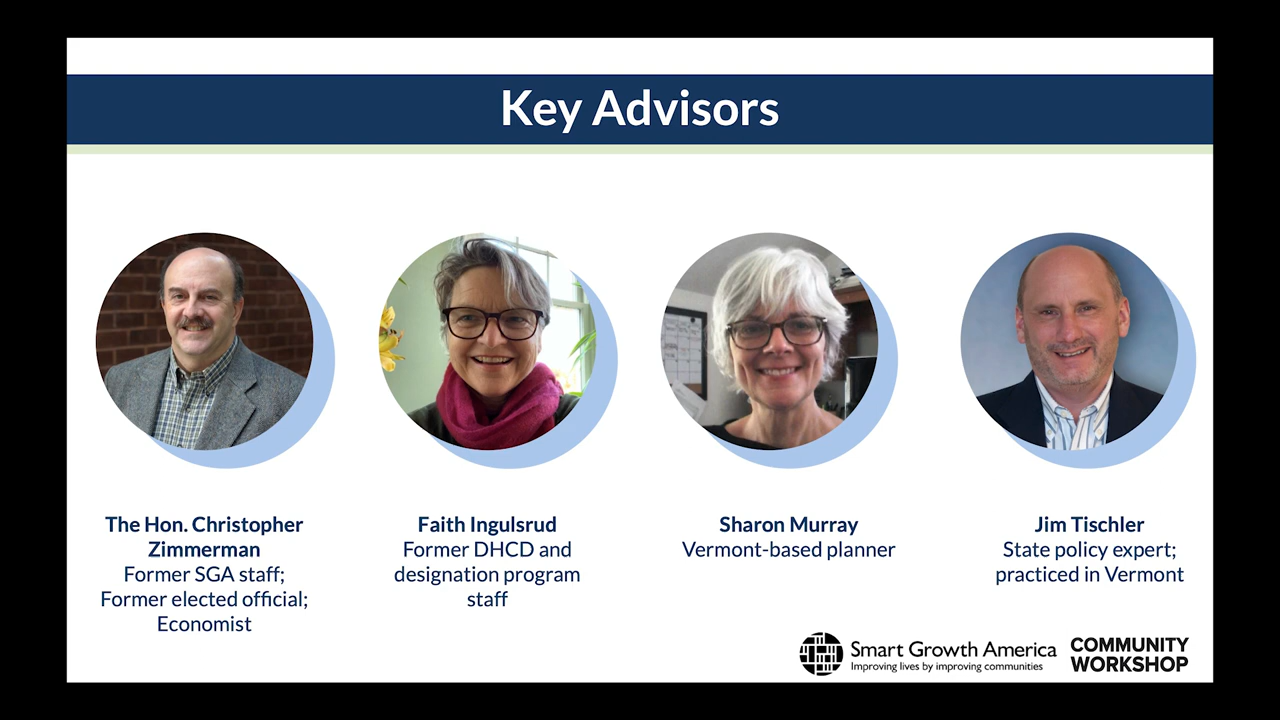 Key Advisors
The Hon. Christopher
Zimmerman
Former SGA staff;
Former elected official;
Economist
Faith Ingulsrud
Former DHCD and
designation program
staff
Sharon Murray
Vermont-based planner
Jim Tischler
State policy expert;
practiced in Vermont
Smart Growth America
Improving lives by improving communities
COMMUNITY
WORKSHOP